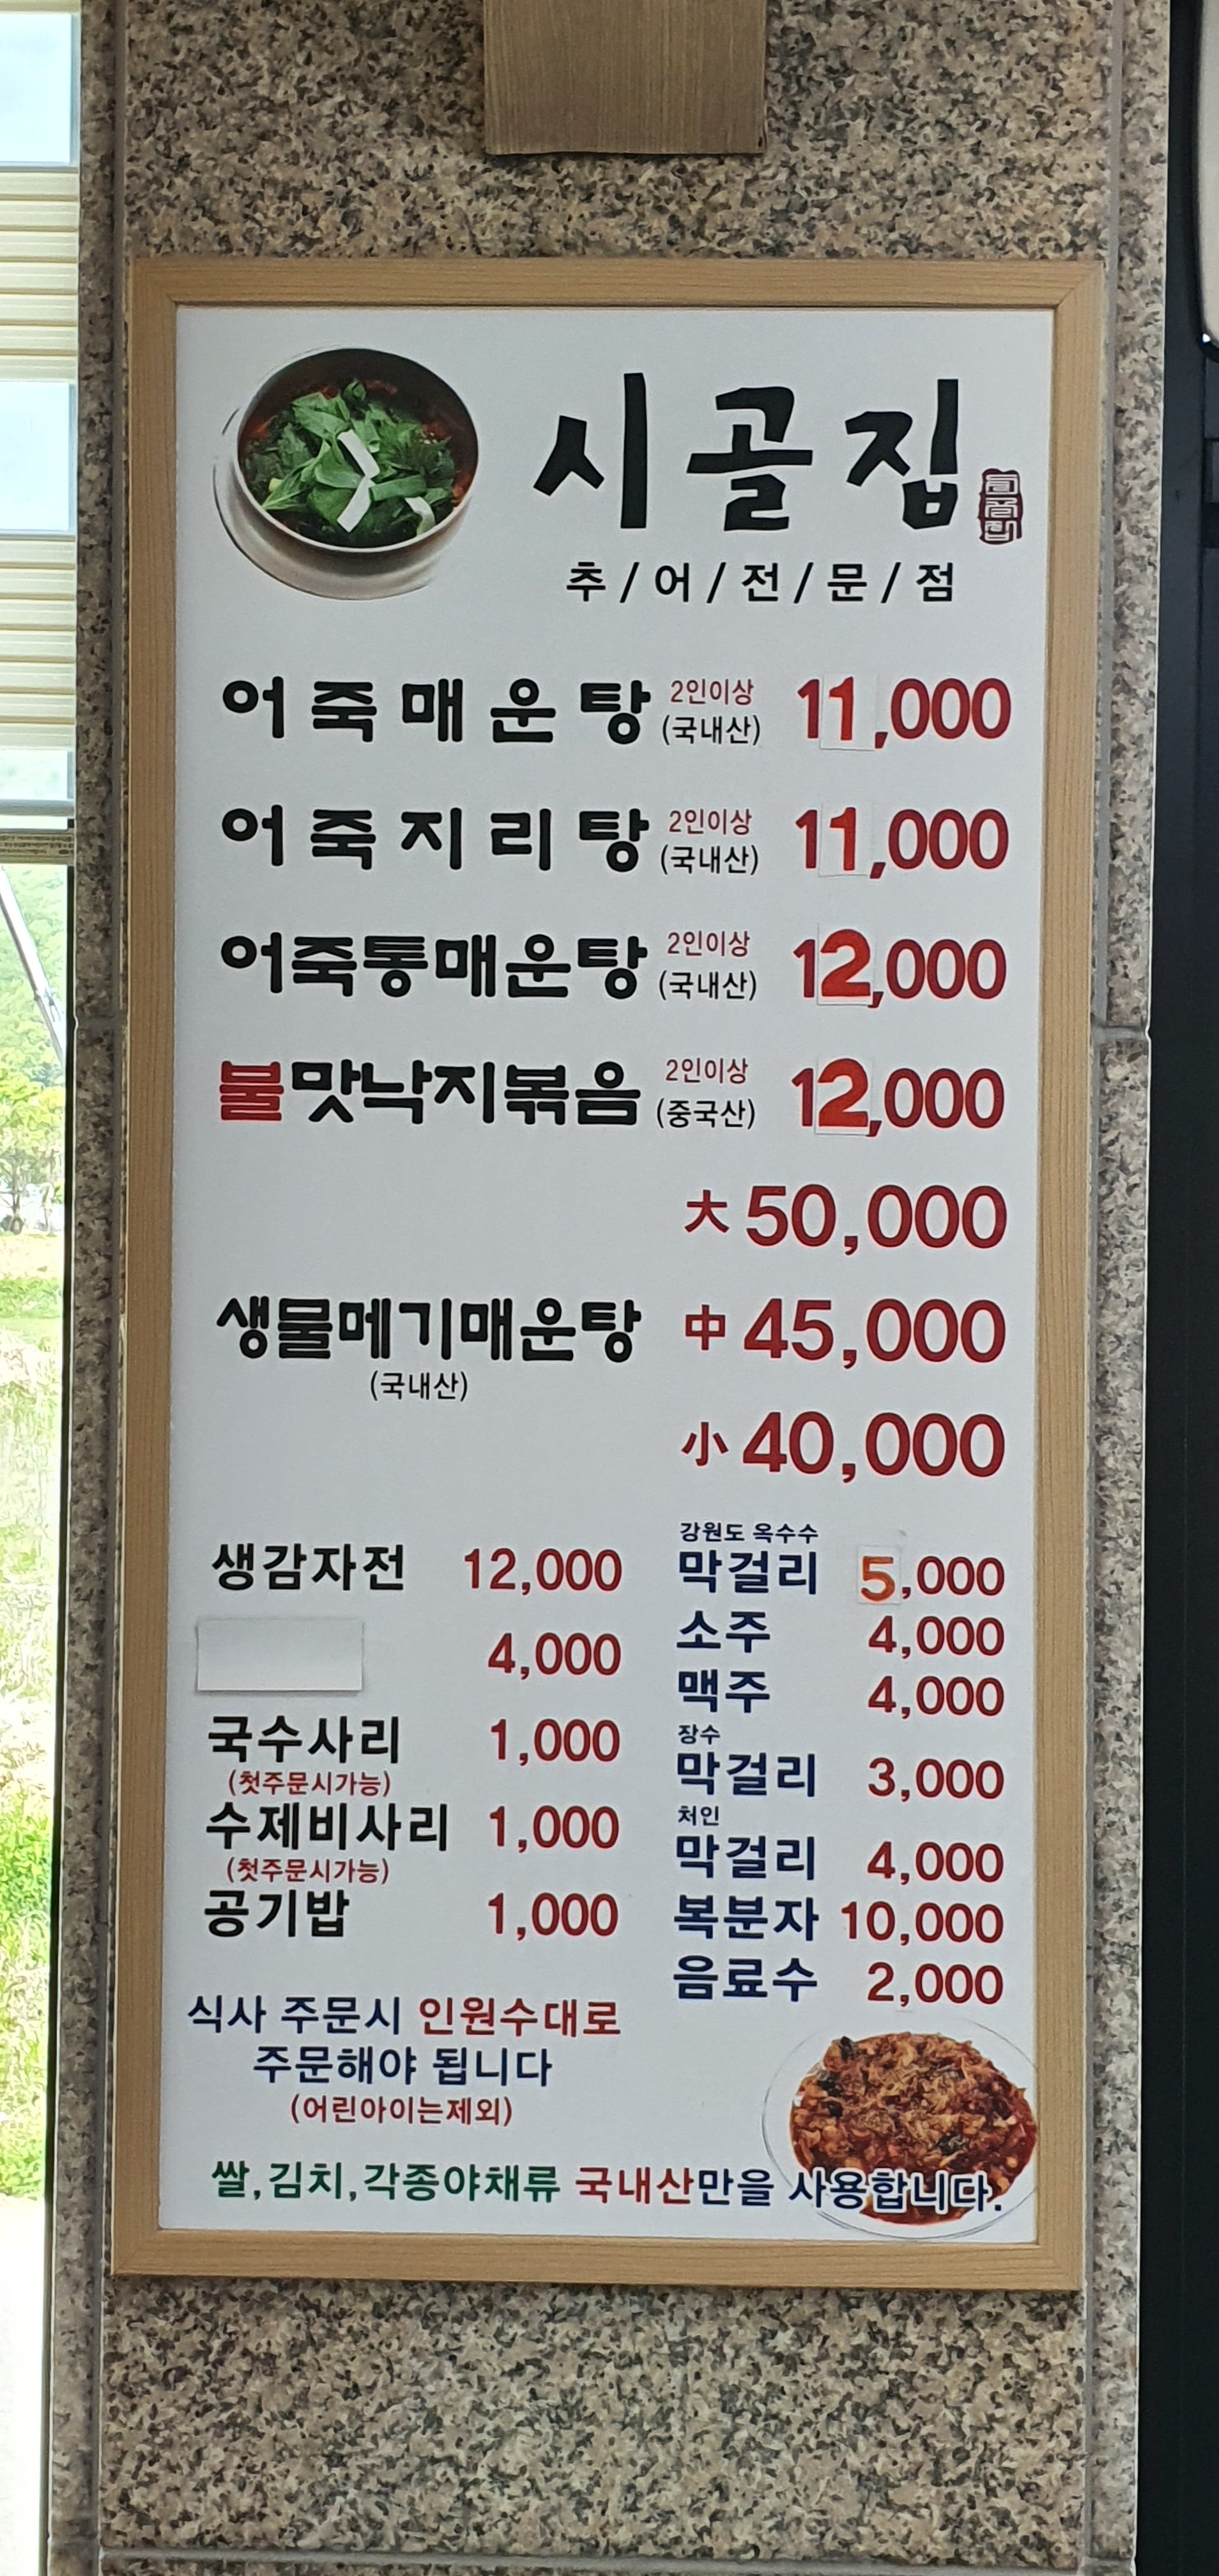 시골집
추/어/전/문/점
어죽매운탕 2인이상 (국내산) 11,000
어죽지리탕 2인이상 (국내산) 11,000
어죽통매운탕 2인이상 (국내산) 12,000
불맛낙지볶음 2인이상 (중국산) 12,000
大 50,000
생물메기매운탕 中 45,000
(국내산)
小 40,000
생감자전 12,000
4,000
국수사리 1,000
(첫주문시가능)
수제비사리 1,000
(첫주문시가능)
공기밥 1,000
강원도 옥수수
막걸리 5,000
소주 4,000
맥주 4,000
장수
막걸리 3,000
처인
막걸리 4,000
복분자 10,000
음료수 2,000
식사 주문시 인원수대로
주문해야 됩니다
(어린아이는제외)
쌀,김치,각종야채류 국내산만을 사용합니다.